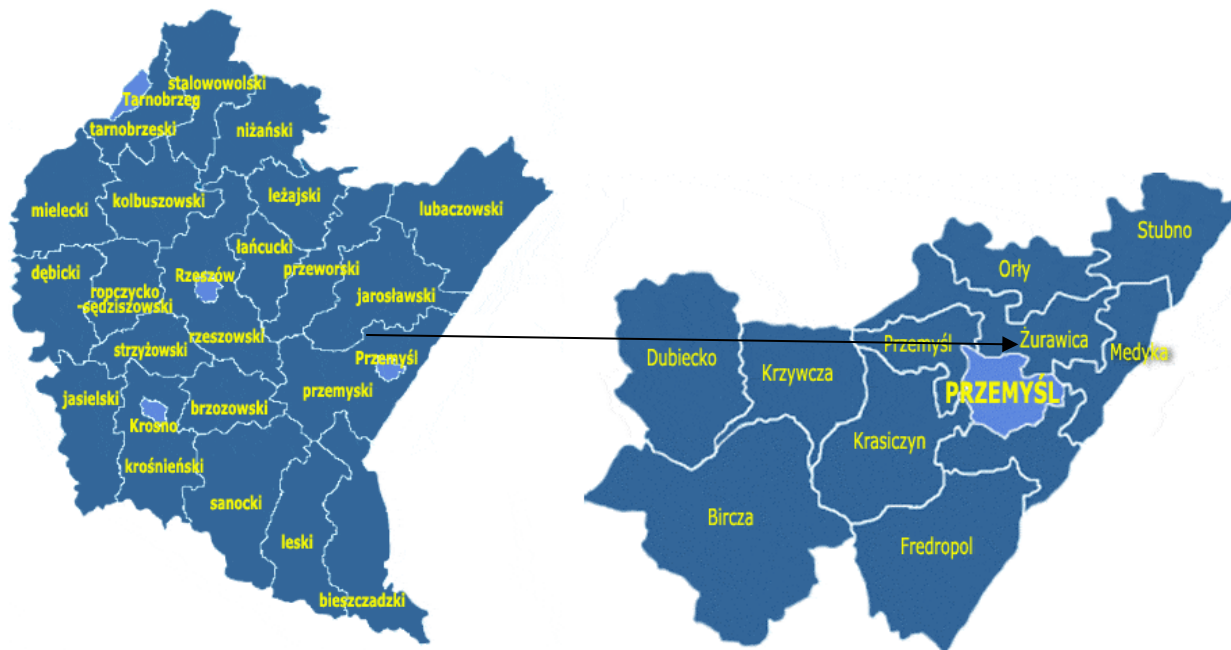 stalowowolski
Tarnobrzeg
tarnobrzeski
niżański
mielecki
kolbuszowski
leżajski
lubaczowski
dębicki
ropczycko
-sędziszowski
Rzeszów
łańcucki
przeworski
jarosławski
strzyżowski
rzeszowski
Przemyśl
przemyski
jasielski
Krosno
brzozowski
krośnieński
sanocki
leski
bieszczadzki
Stubno
Orły
Dubiecko
Krzywcza
Przemyśl
Żurawica
Medyka
PRZEMYŚL
Krasiczyn
Bircza
Fredropol